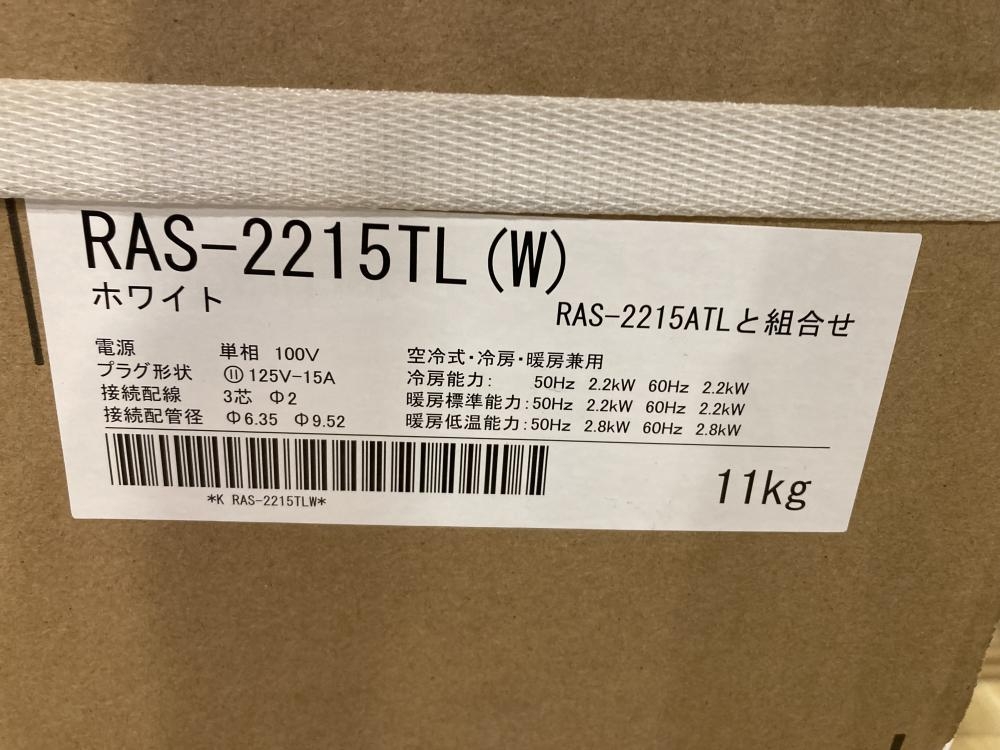 RAS-2215TL(W)
ホワイト
RAS-2215ATLと組合せ
電源 単相 100V
プラグ形状 125V-15A
接続配線 3芯 Φ2
接続配管径 Φ6.35 Φ9.52
空冷式・冷房・暖房兼用
冷房能力: 50Hz 2.2kW 60Hz 2.2kW
暖房標準能力:50Hz 2.2kW 60Hz 2.2kW
暖房低温能力:50Hz 2.8kW 60Hz 2.8kW
*K RAS-2215TLW*
11kg